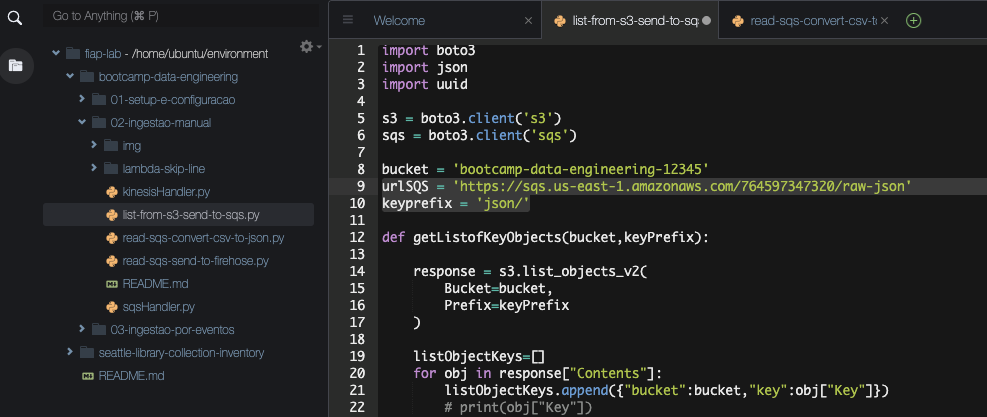 Go to Anything (⌘ P)
fiap-lab - /home/ubuntu/environment
bootcamp-data-engineering
01-setup-e-configuracao
02-ingestao-manual
img
lambda-skip-line
kinesisHandler.py
list-from-s3-send-to-sqs.py
read-sqs-convert-csv-to-json.py
read-sqs-send-to-firehose.py
README.md
sqsHandler.py
03-ingestao-por-eventos
seattle-library-collection-inventory
README.md
Welcome
list-from-s3-send-to-sq
read-sqs-convert-csv-t
1 import boto3
2 import json
3 import uuid
4
5 s3 = boto3.client('s3')
6 sqs = boto3.client('sqs')
7
8 bucket = 'bootcamp-data-engineering-12345'
9 urlSQS = 'https://sqs.us-east-1.amazonaws.com/764597347320/raw-json'
10 keyprefix = 'json/'
11
12 def getListofKeyObjects(bucket,keyPrefix):
13
14     response = s3.list_objects_v2(
15         Bucket=bucket,
16         Prefix=keyPrefix
17     )
18
19     listObjectKeys=[]
20     for obj in response["Contents"]:
21         listObjectKeys.append({"bucket":bucket,"key":obj["Key"]})
22         # print(obj["Key"])